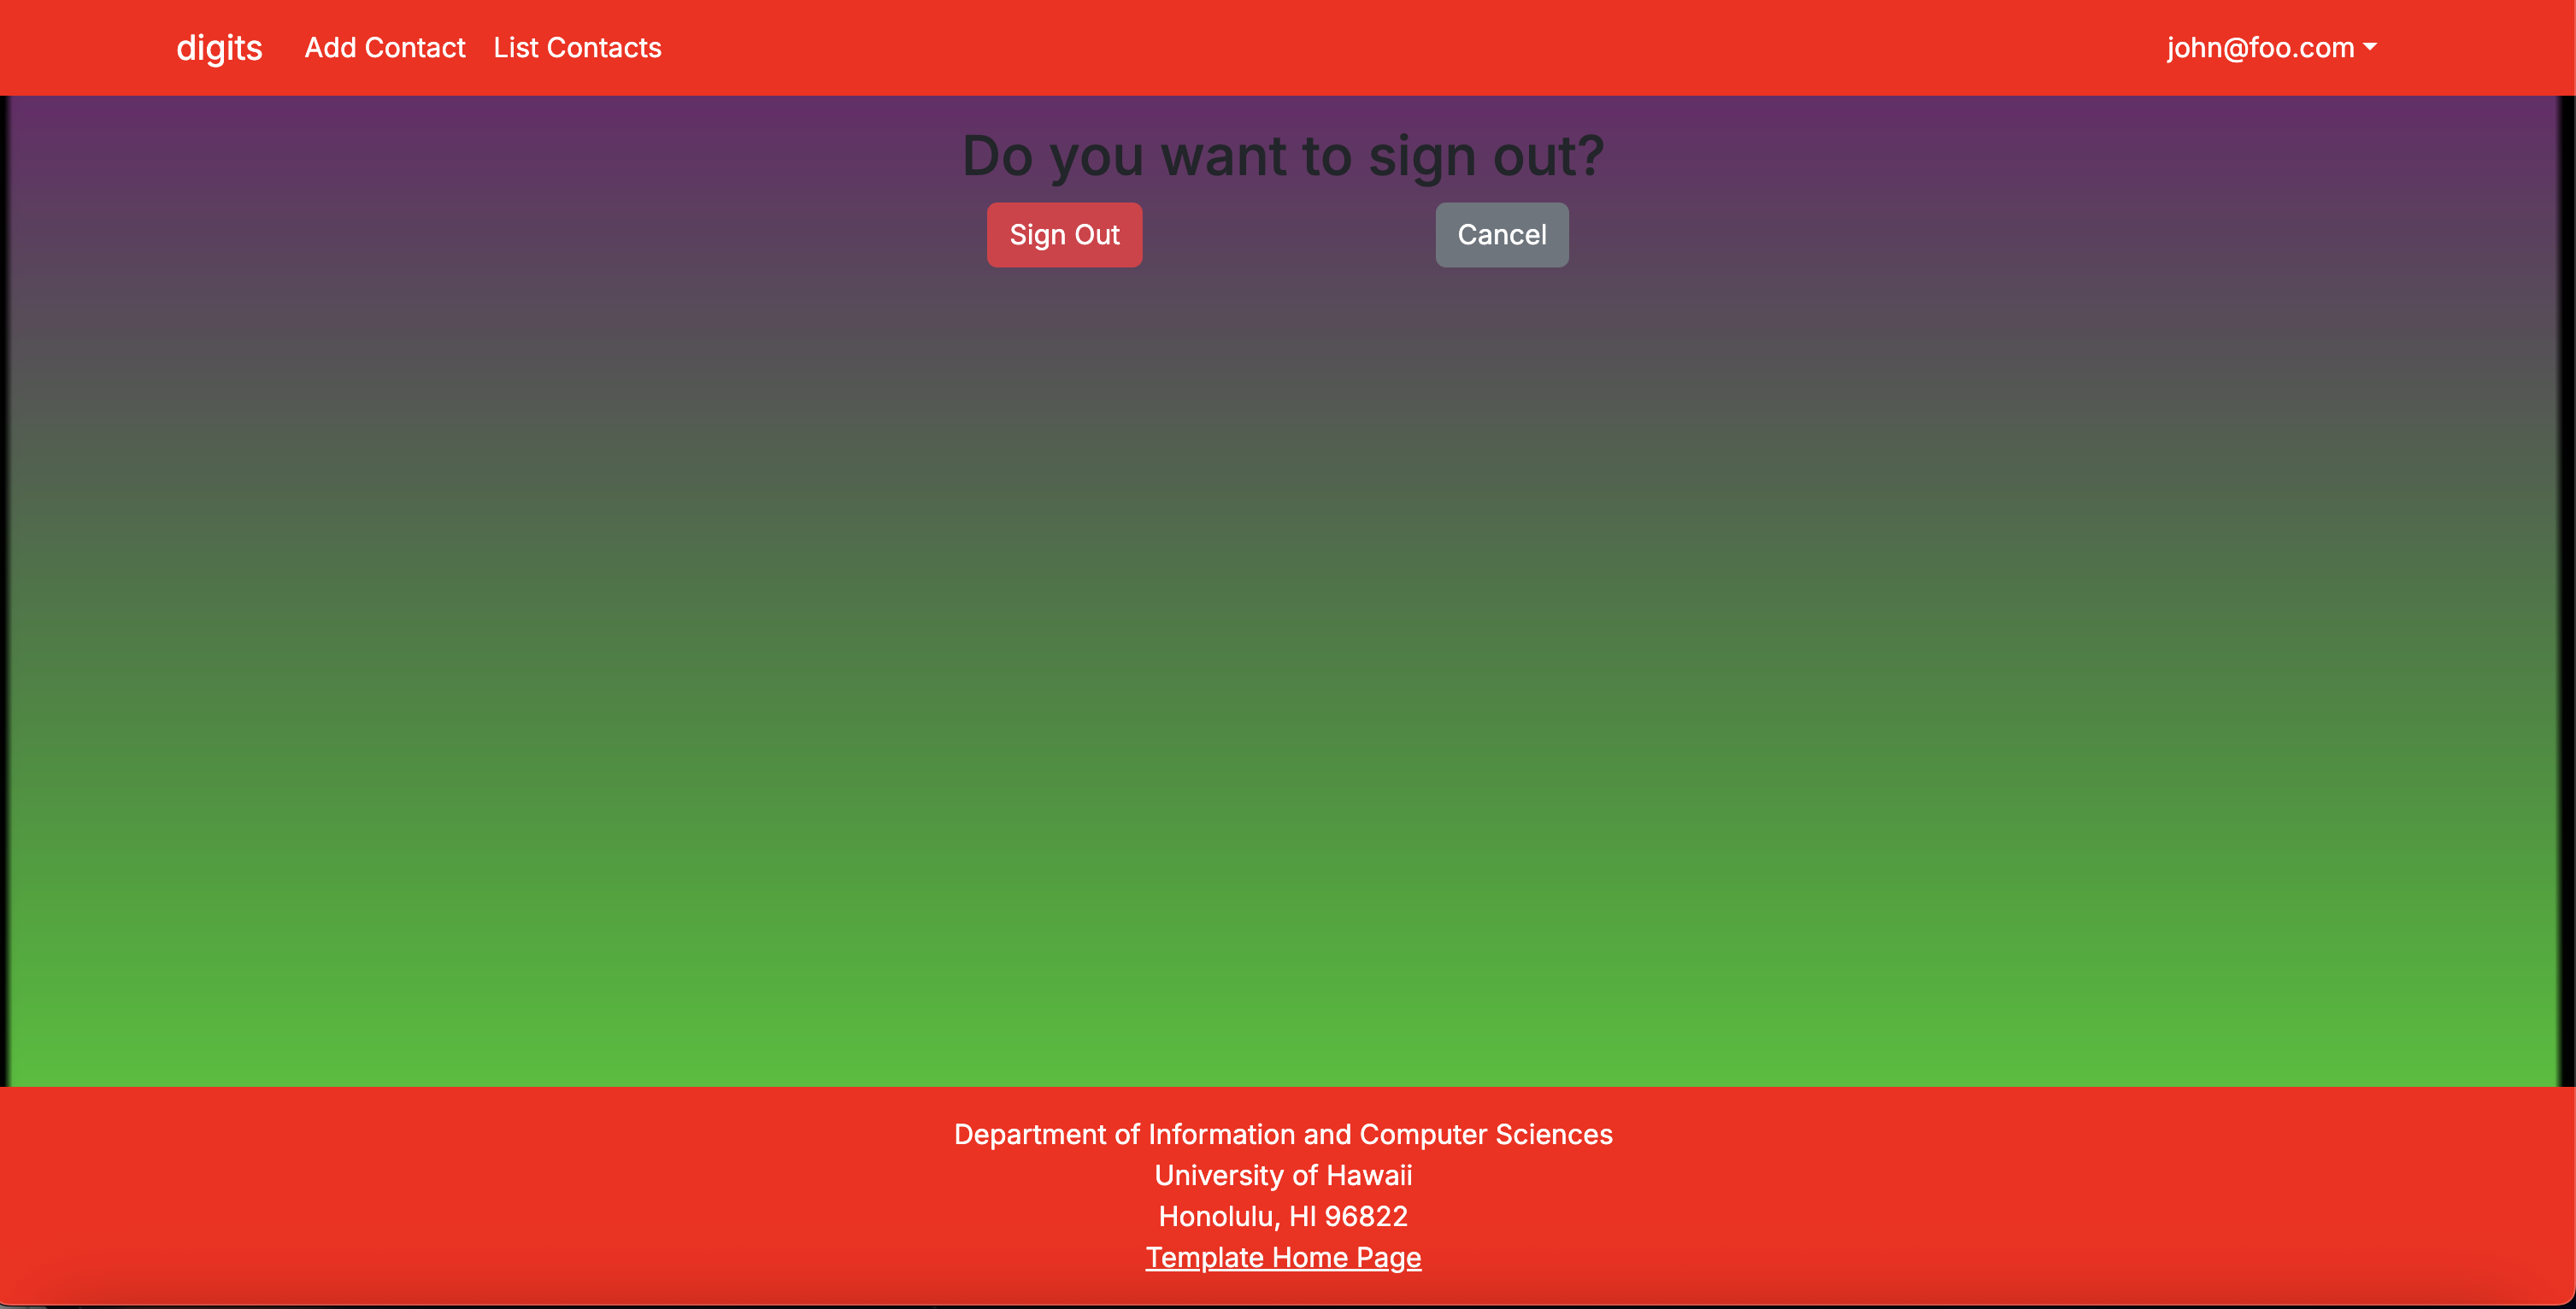 digits Add Contact List Contacts john@foo.com
Do you want to sign out?
Sign Out Cancel
Department of Information and Computer Sciences
University of Hawaii
Honolulu, HI 96822
Template Home Page